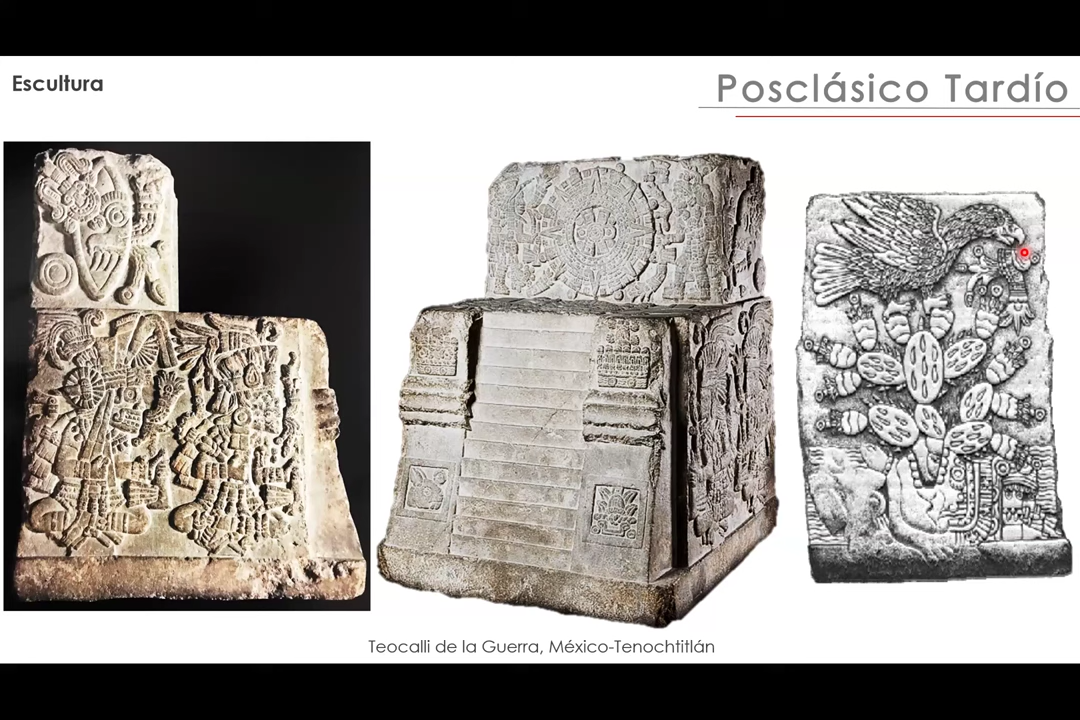 Escultura
Posclásico Tardío
Teocalli de la Guerra, México-Tenochtitlán